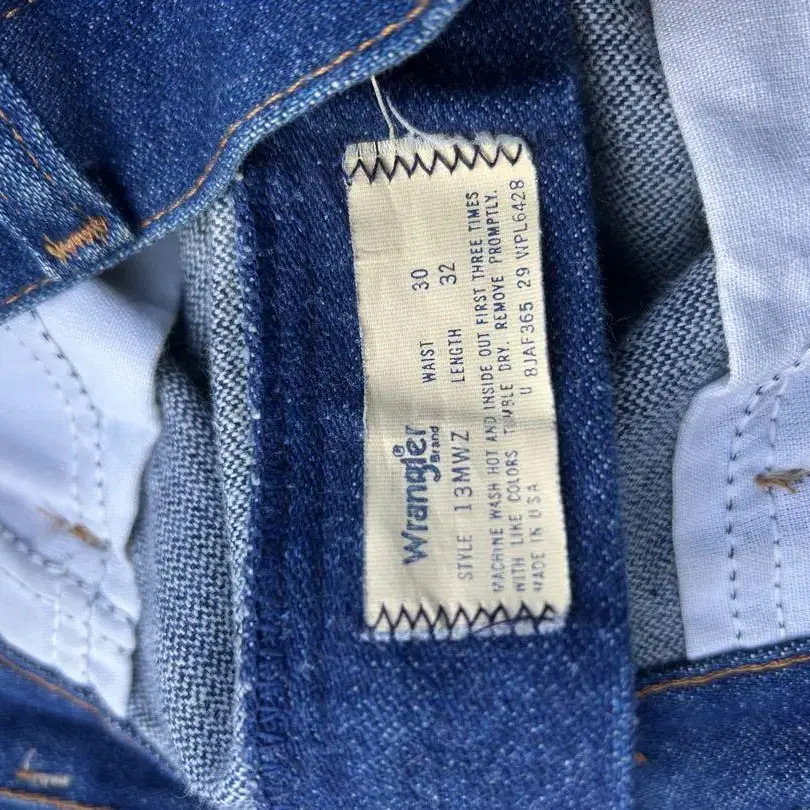 Wrangler®
Brand
WAIST 30
STYLE 13MWZ LENGTH 32
MACHINE WASH HOT AND INSIDE OUT FIRST THREE TIMES
WITH LIKE COLORS TUMBLE DRY. REMOVE PROMPTLY.
MADE IN USA U 8JAF365 29 WPL6428